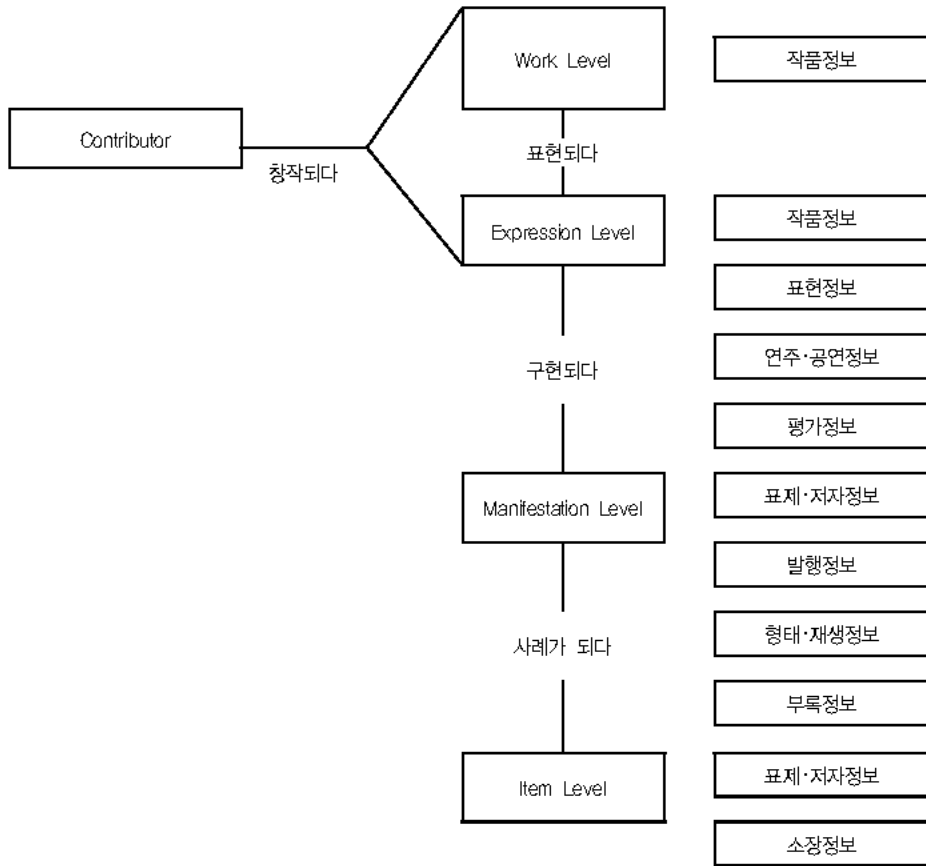 Work Level
작품정보
Contributor
창작되다
표현되다
Expression Level
작품정보
표현정보
구현되다
연주·공연정보
평가정보
Manifestation Level
표제·저자정보
발행정보
사례가 되다
형태·재생정보
부록정보
Item Level
표제·저자정보
소장정보